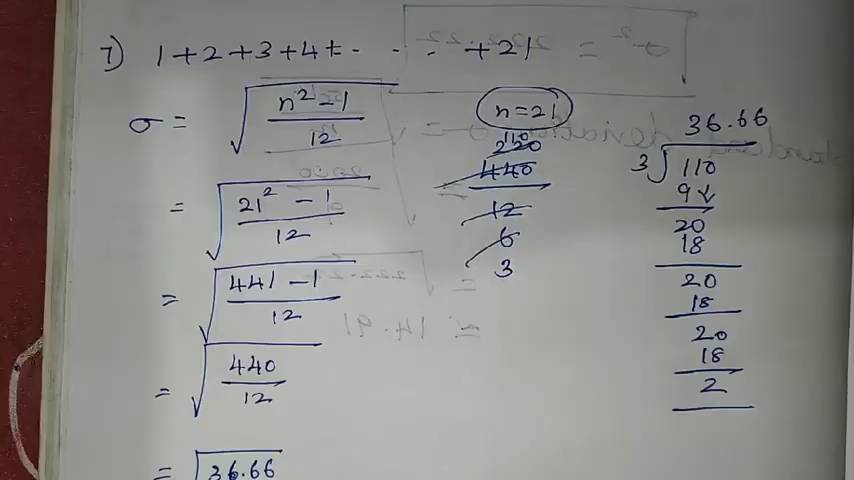 7) 1+2+3+4+- - - - +21
σ = √ n² - 1 / 12
n=21
= √ 21² - 1 / 12
= √ 441 - 1 / 12
= √ 440 / 12
= √ 36.66
110
220
440
12
6
3
36.66
3 ) 110
9 ↓
20
18
20
18
20
18
2